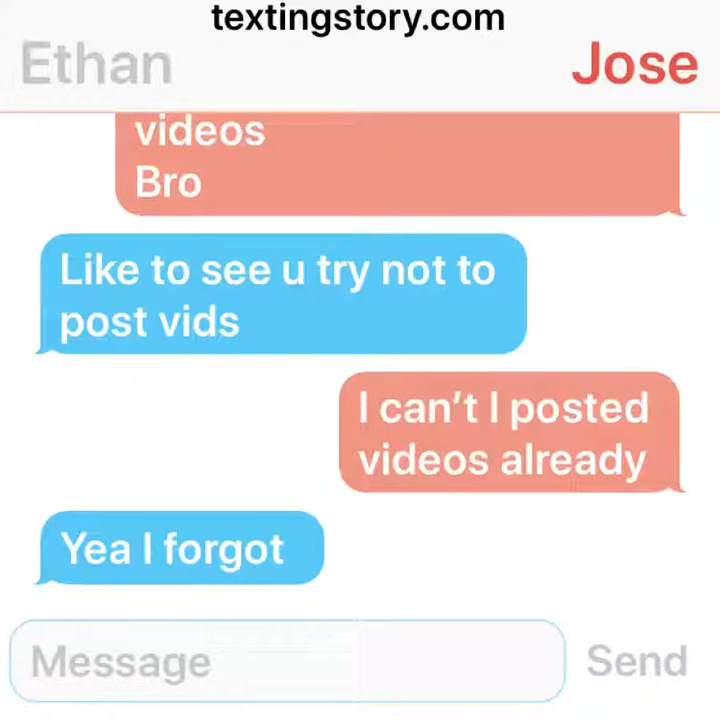 textingstory.com
Ethan
Jose
videos
Bro
Like to see u try not to
post vids
I can’t I posted
videos already
Yea I forgot
Message
Send